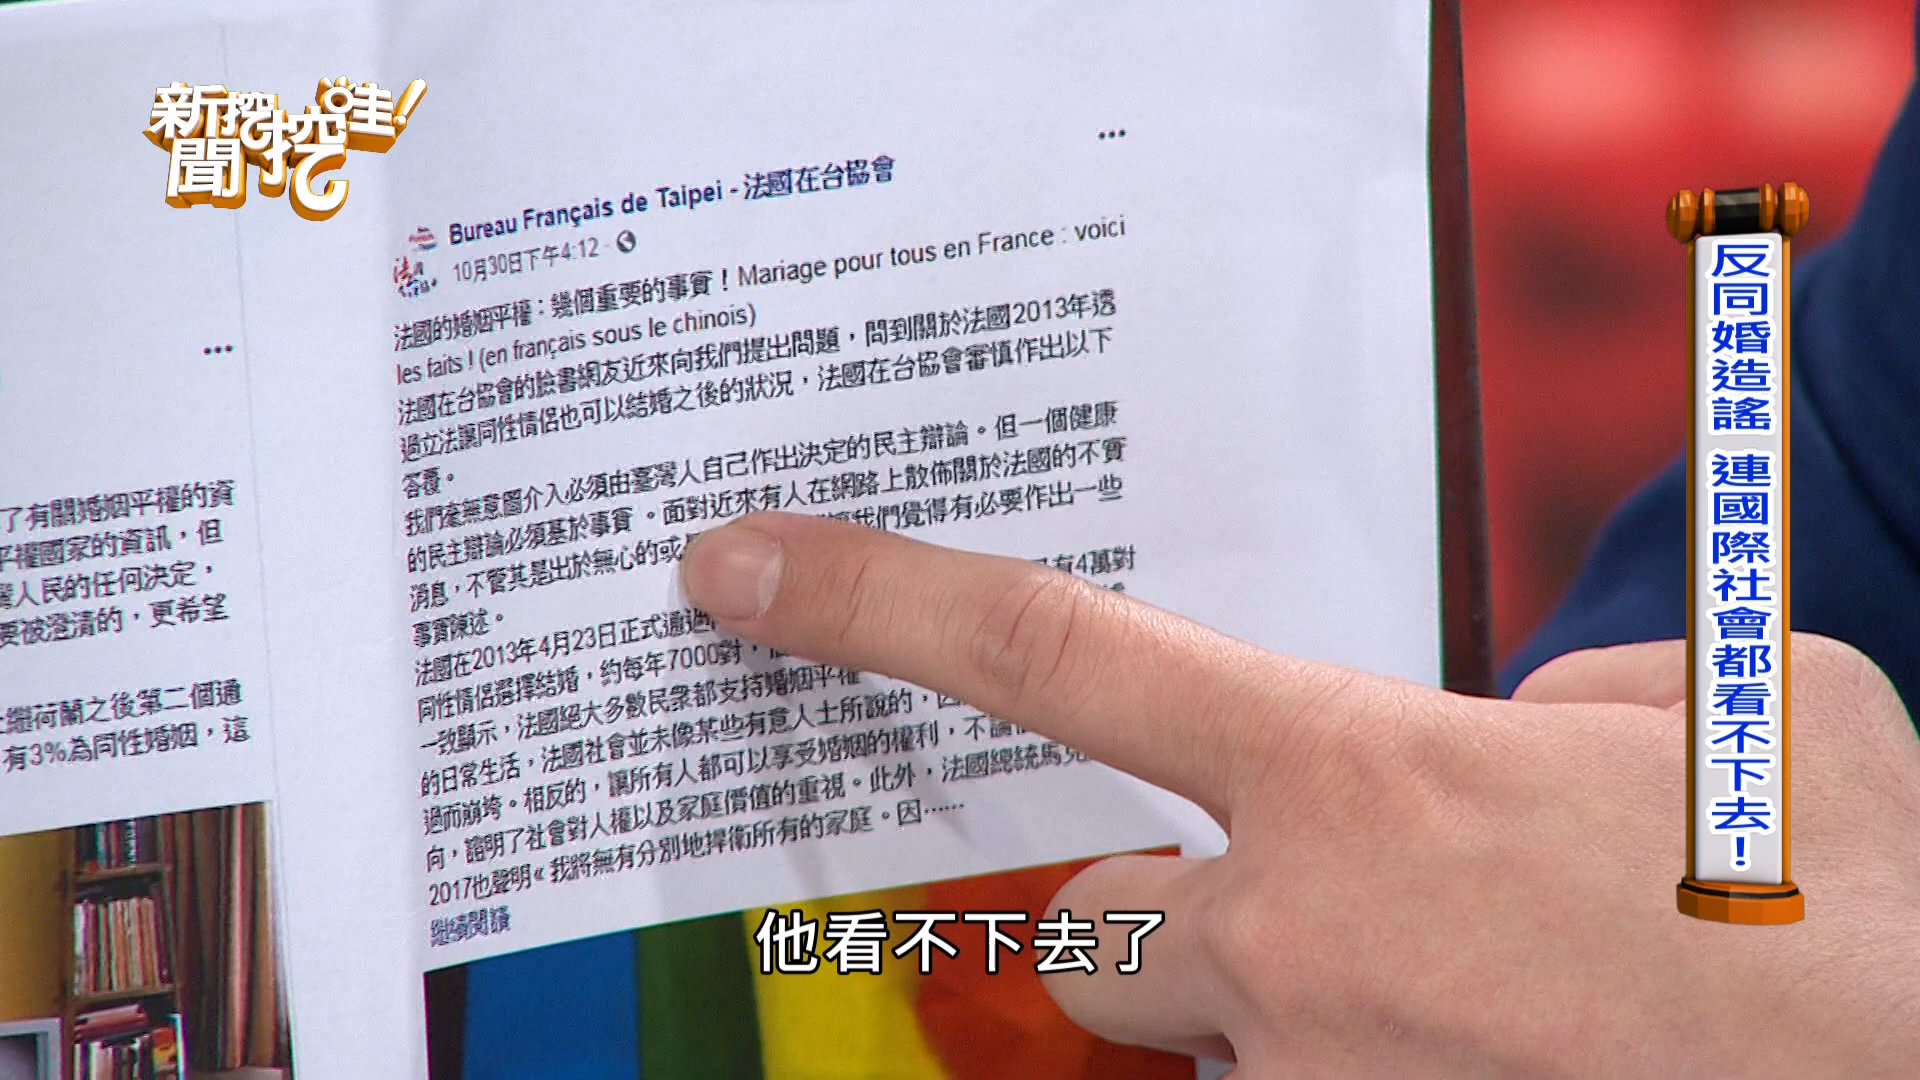 新聞挖挖哇!
反同婚造謠 連國際社會都看不下去!
...
Bureau Français de Taipei - 法國在台協會
10月30日下午4:12
法國的婚姻平權:幾個重要的事實!Mariage pour tous en France : voici
les faits ! (en français sous le chinois)
法國在台協會的臉書網友近來向我們提出問題,問到關於法國2013年透
過立法讓同性情侶也可以結婚之後的狀況,法國在台協會審慎作出以下
答覆。
我們毫無意圖介入必須由臺灣人自己作出決定的民主辯論。但一個健康
的民主辯論必須基於事實。面對近來有人在網路上散佈關於法國的不實
消息,不管其是出於無心的或 我們覺得有必要作出一些
事實陳述。
法國在2013年4月23日正式通過 有4萬對
同性情侶選擇結婚,約每年7000對,
一致顯示,法國絕大多數民眾都支持婚姻平權
的日常生活,法國社會並未像某些有意人士所說的,
過而崩垮。相反的,讓所有人都可以享受婚姻的權利,不論
向,證明了社會對人權以及家庭價值的重視。此外,法國總統馬克
2017也聲明«我將無有分別地捍衛所有的家庭。因……
繼續閱讀
...
了有關婚姻平權的資
平權國家的資訊,但
灣人民的任何決定,
要被澄清的,更希望
繼荷蘭之後第二個通
有3%為同性婚姻,這
他看不下去了